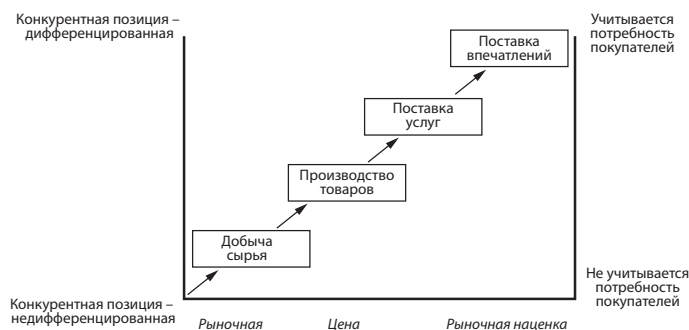 Конкурентная позиция –
дифференцированная
Учитывается
потребность
покупателей
Поставка
впечатлений
Поставка
услуг
Производство
товаров
Добыча
сырья
Не учитывается
потребность
покупателей
Конкурентная позиция –
недифференцированная
Рыночная
Цена
Рыночная наценка